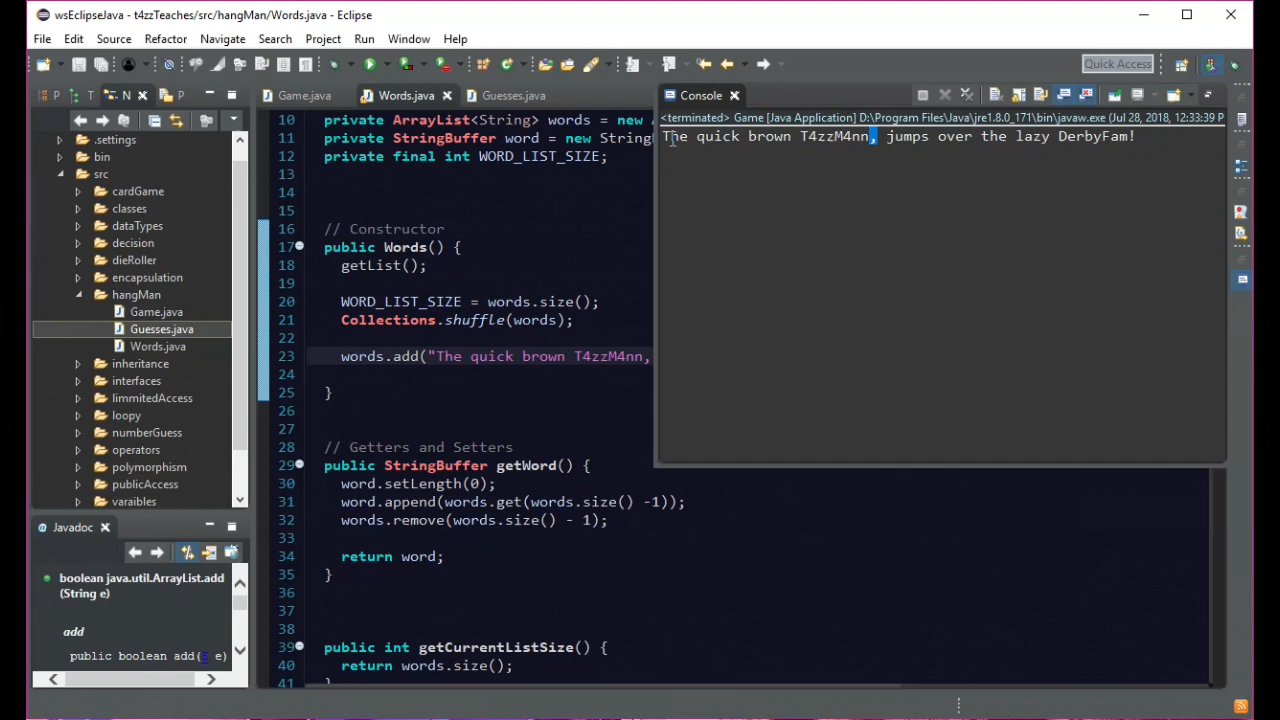 wsEclipseJava - t4zzTeaches/src/hangMan/Words.java - Eclipse
File Edit Source Refactor Navigate Search Project Run Window Help
Quick Access
P T N P
.settings
bin
src
cardGame
classes
dataTypes
decision
dieRoller
encapsulation
hangMan
Game.java
Guesses.java
Words.java
inheritance
interfaces
limmitedAccess
loopy
numberGuess
operators
polymorphism
publicAccess
varaibles
Javadoc
boolean java.util.ArrayList.add
(String e)
add
public boolean add(E e)
Game.java Words.java Guesses.java
10 private ArrayList<String> words = new
11 private StringBuffer word = new String
12 private final int WORD_LIST_SIZE;
13
14
15
16 // Constructor
17 public Words() {
18 getList();
19
20 WORD_LIST_SIZE = words.size();
21 Collections.shuffle(words);
22
23 words.add("The quick brown T4zzM4nn,
24
25 }
26
27
28 // Getters and Setters
29 public StringBuffer getWord() {
30 word.setLength(0);
31 word.append(words.get(words.size() -1));
32 words.remove(words.size() - 1);
33
34 return word;
35 }
36
37
38
39 public int getCurrentListSize() {
40 return words.size();
41 }
Console
<terminated> Game [Java Application] D:\Program Files\Java\jre1.8.0_171\bin\javaw.exe (Jul 28, 2018, 12:33:39 P
The quick brown T4zzM4nn, jumps over the lazy DerbyFam!